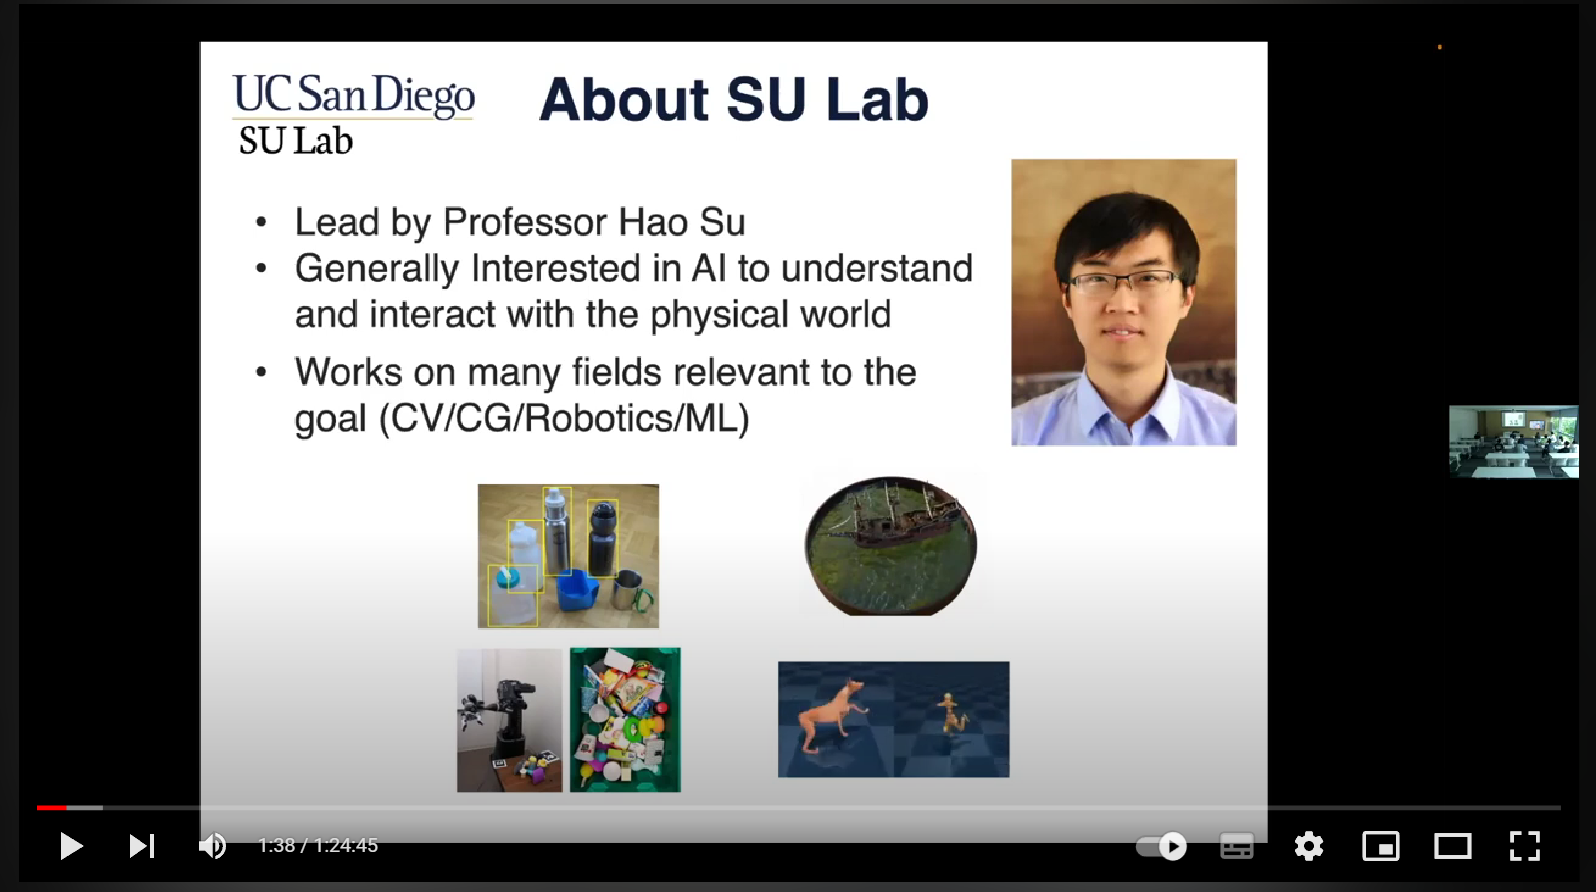 UC San Diego
SU Lab
About SU Lab
• Lead by Professor Hao Su
• Generally Interested in AI to understand
and interact with the physical world
• Works on many fields relevant to the
goal (CV/CG/Robotics/ML)
1:38 / 1:24:45